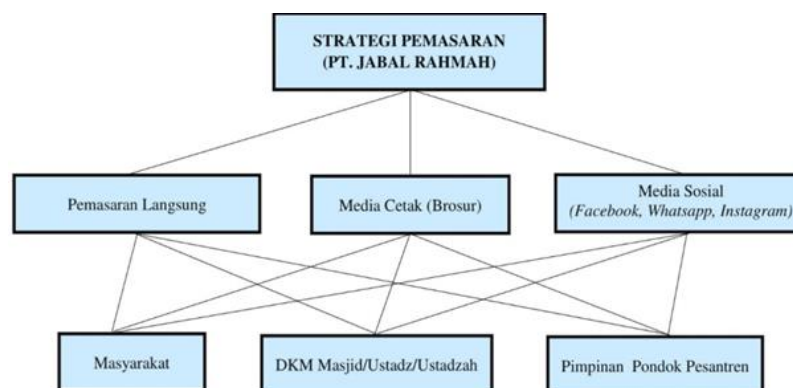 STRATEGI PEMASARAN
(PT. JABAL RAHMAH)
Pemasaran Langsung
Media Cetak (Brosur)
Media Sosial
(Facebook, Whatsapp, Instagram)
Masyarakat
DKM Masjid/Ustadz/Ustadzah
Pimpinan Pondok Pesantren